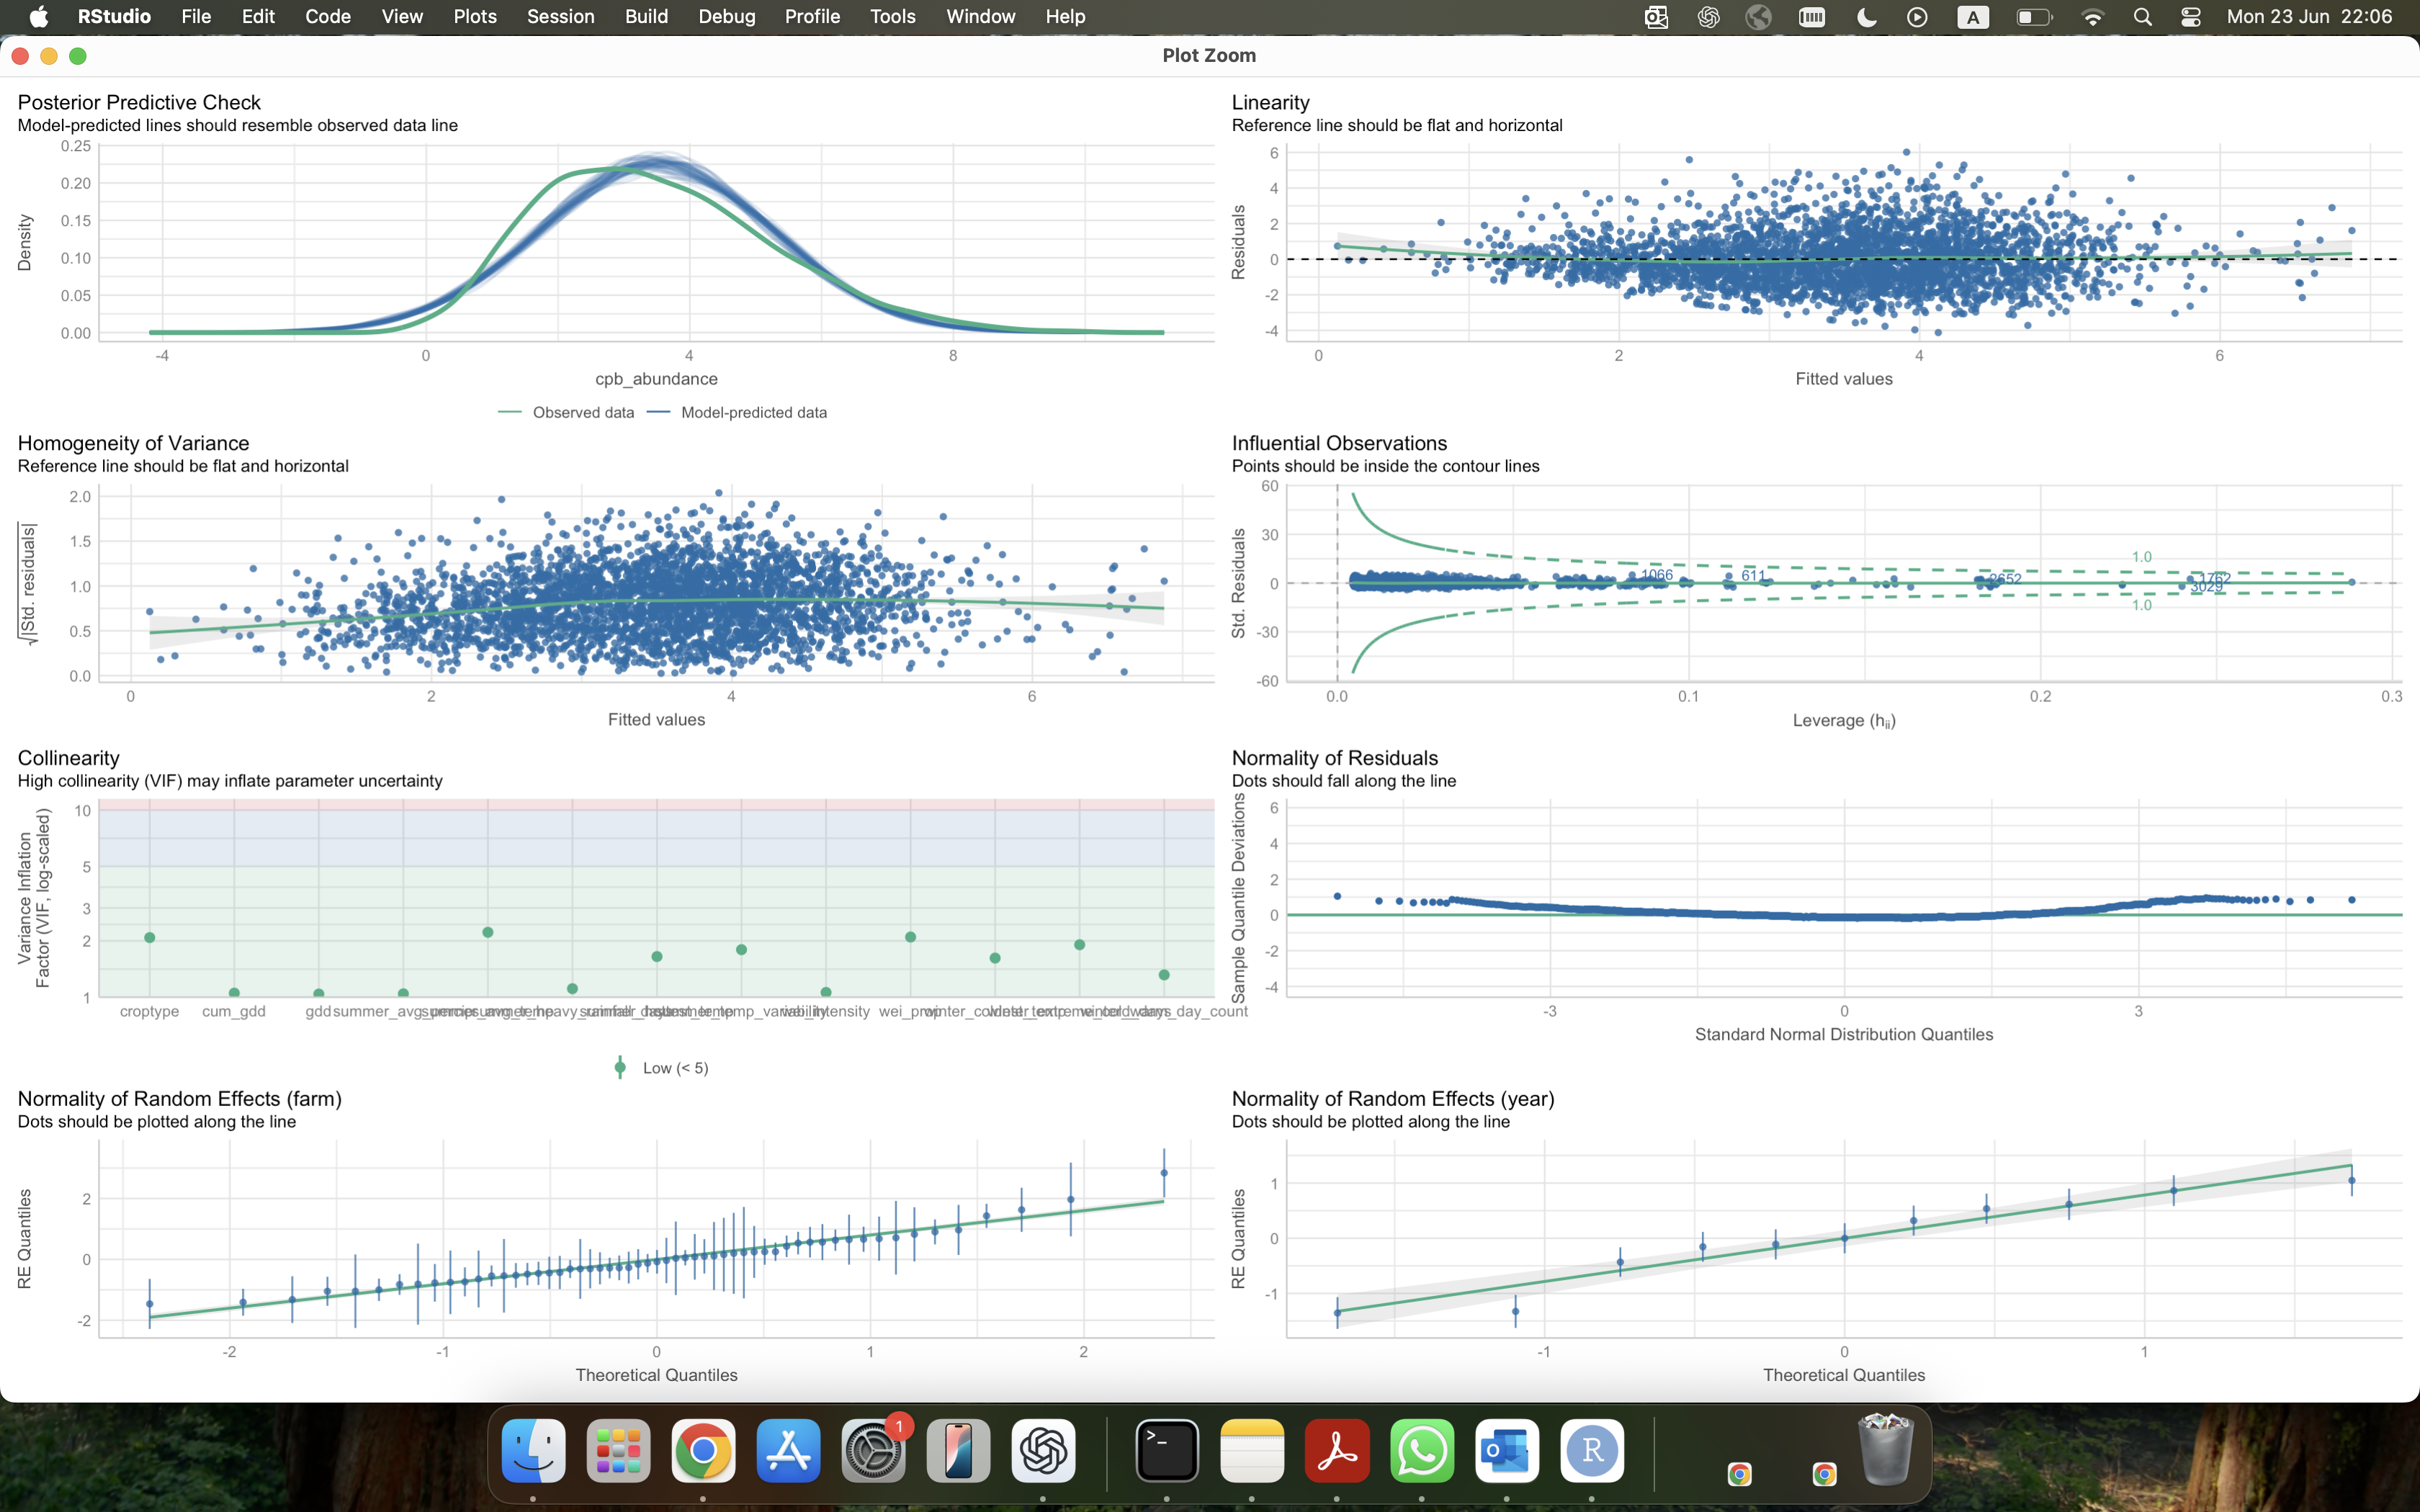 RStudio File Edit Code View Plots Session Build Debug Profile Tools Window Help A Mon 23 Jun 22:06
Plot Zoom
Posterior Predictive Check
Model-predicted lines should resemble observed data line
0.25
0.20
0.15
0.10
0.05
0.00
Density
-4 0 4 8
cpb_abundance
Observed data Model-predicted data
Linearity
Reference line should be flat and horizontal
6
4
2
0
-2
-4
Residuals
0 2 4 6
Fitted values
Homogeneity of Variance
Reference line should be flat and horizontal
2.0
1.5
1.0
0.5
0.0
√|Std. residuals|
0 2 4 6
Fitted values
Influential Observations
Points should be inside the contour lines
60
30
0
-30
-60
Std. Residuals
1.0
1066 611 2652 1762
3029
1.0
0.0 0.1 0.2 0.3
Leverage (hii)
Collinearity
High collinearity (VIF) may inflate parameter uncertainty
10
5
3
2
1
Variance Inflation
Factor (VIF, log-scaled)
croptype cum_gdd gdd
Low (< 5)
Normality of Residuals
Dots should fall along the line
6
4
2
0
-2
-4
Sample Quantile Deviations
-3 0 3
Standard Normal Distribution Quantiles
Normality of Random Effects (farm)
Dots should be plotted along the line
2
0
-2
RE Quantiles
-2 -1 0 1 2
Theoretical Quantiles
Normality of Random Effects (year)
Dots should be plotted along the line
1
0
-1
RE Quantiles
-1 0 1
Theoretical Quantiles
1
>_
O
R